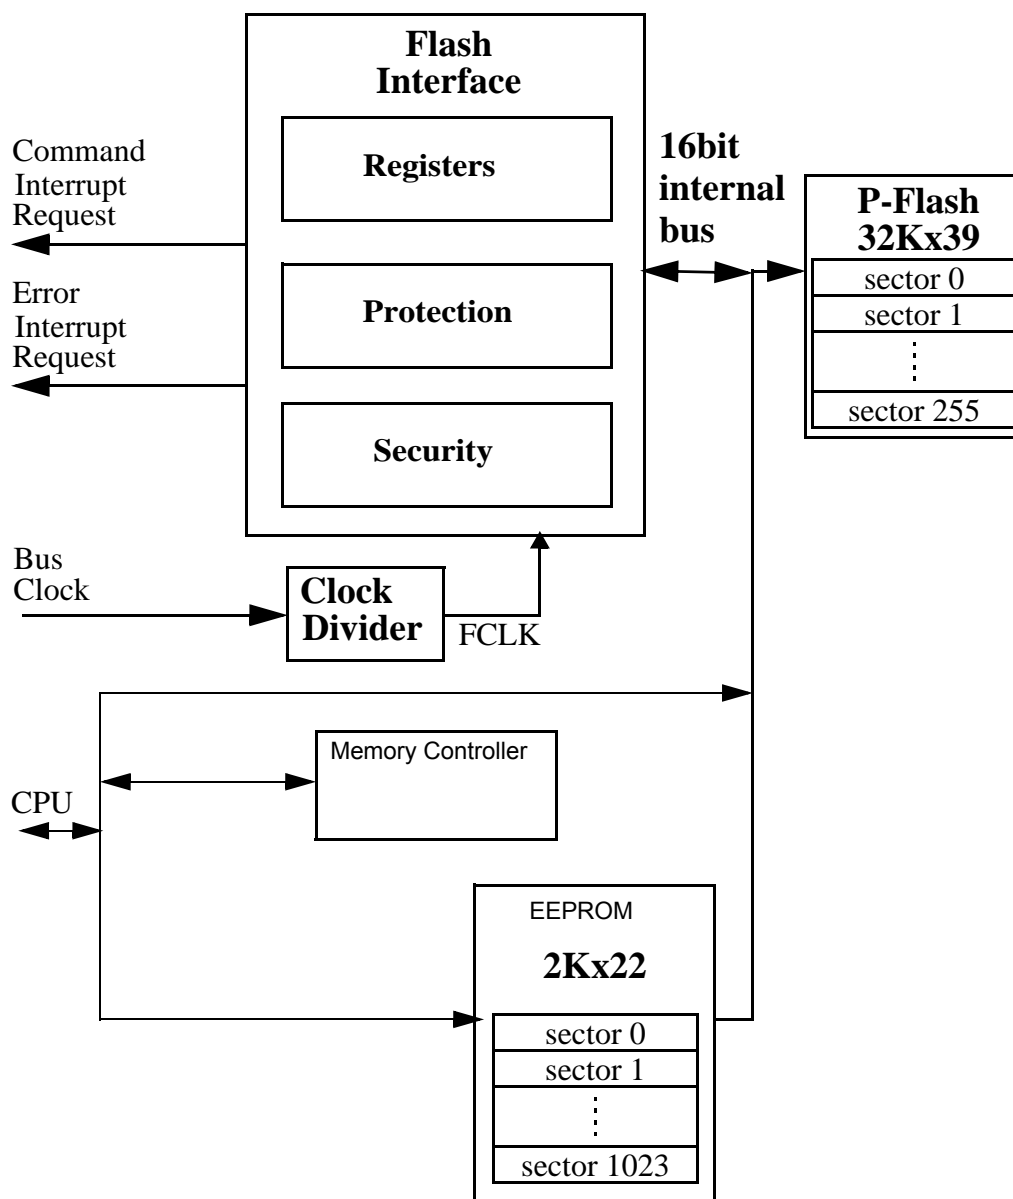 Flash
Interface
Registers
Protection
Security
Command
Interrupt
Request
Error
Interrupt
Request
16bit
internal
bus
P-Flash
32Kx39
sector 0
sector 1
sector 255
Bus
Clock
Clock
Divider
FCLK
Memory Controller
CPU
EEPROM
2Kx22
sector 0
sector 1
sector 1023